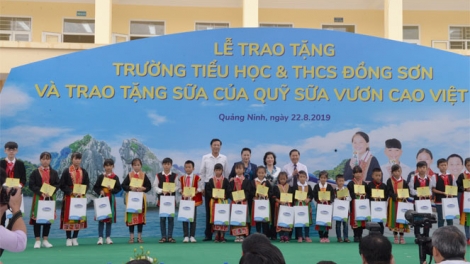 LỄ TRAO TẶNG
TRƯỜNG TIỂU HỌC & THCS ĐỒNG SƠN
VÀ TRAO TẶNG SỮA CỦA QUỸ SỮA VƯƠN CAO VIỆT
Quảng Ninh, ngày 22.8.2019